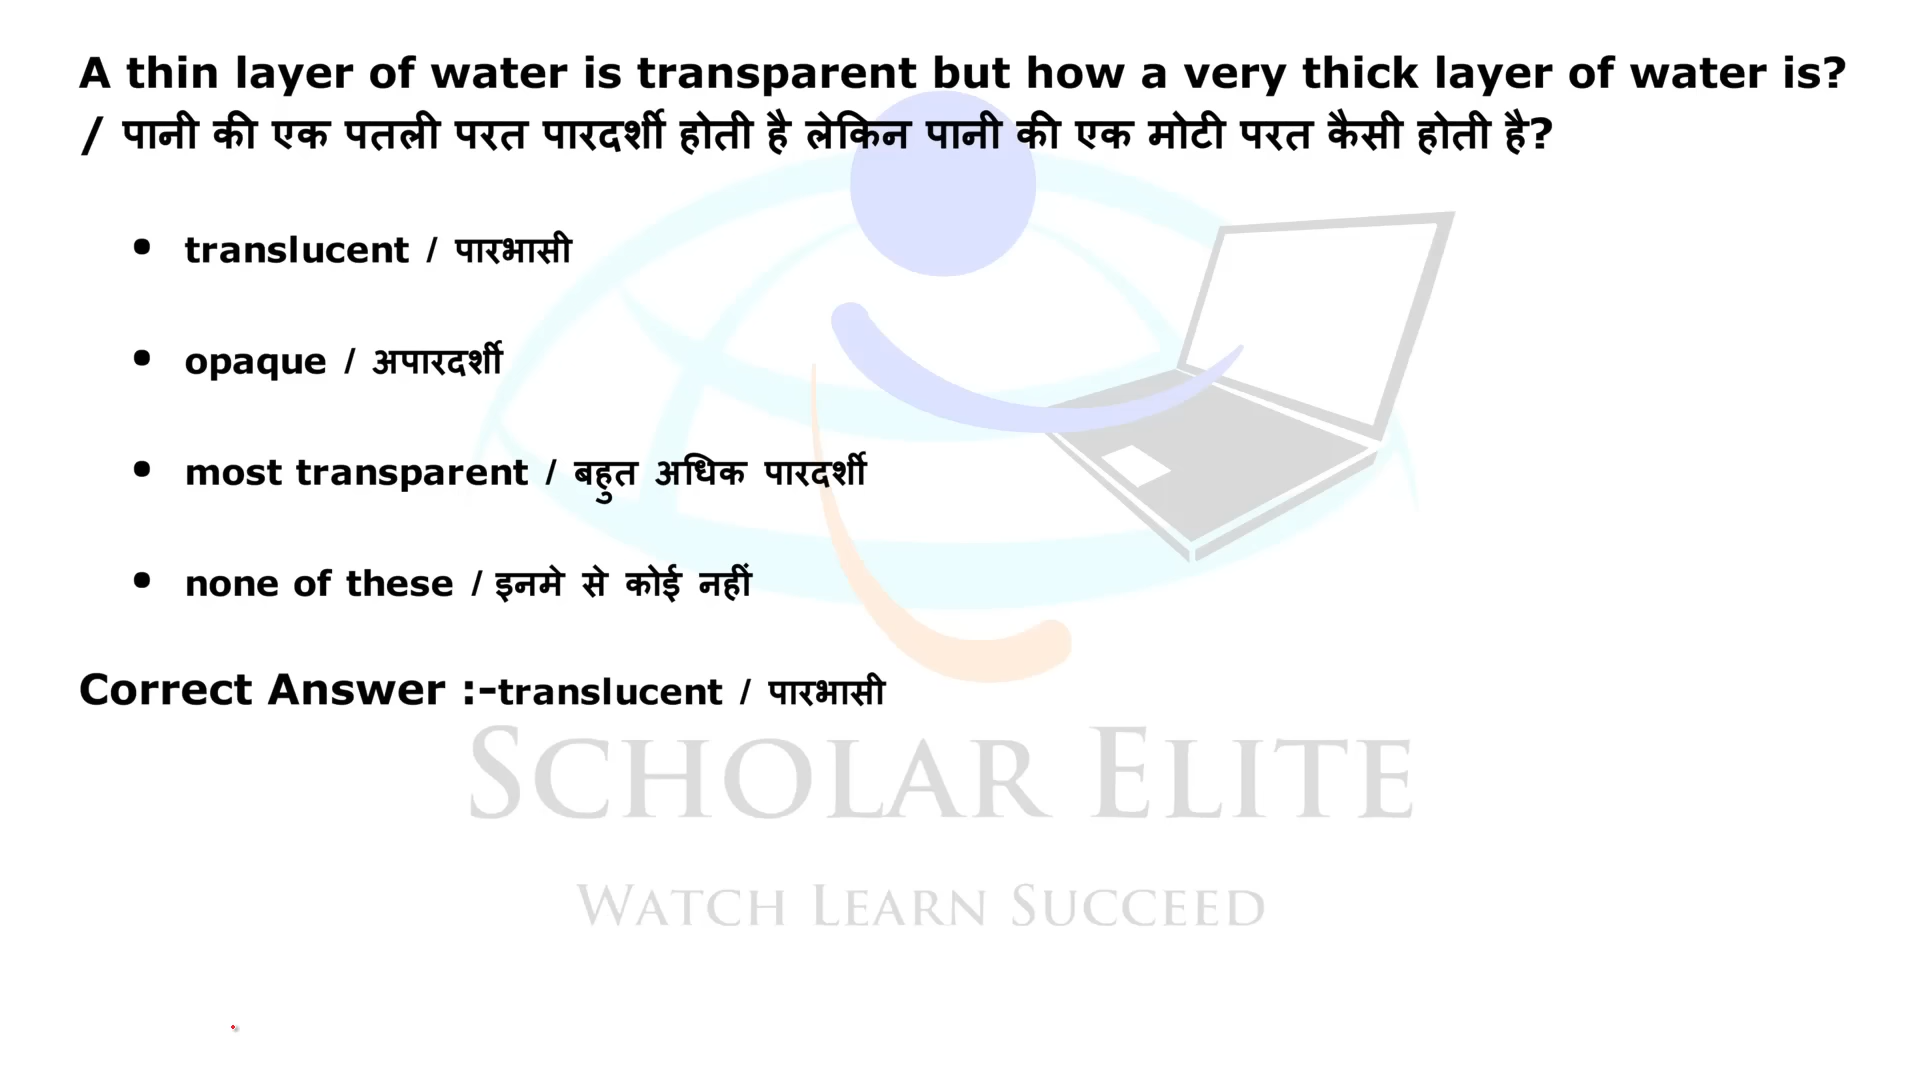 A thin layer of water is transparent but how a very thick layer of water is?
/ पानी की एक पतली परत पारदर्शी होती है लेकिन पानी की एक मोटी परत कैसी होती है?
• translucent / पारभासी
• opaque / अपारदर्शी
• most transparent / बहुत अधिक पारदर्शी
• none of these / इनमे से कोई नहीं
Correct Answer :-translucent / पारभासी
SCHOLAR ELITE
WATCH LEARN SUCCEED